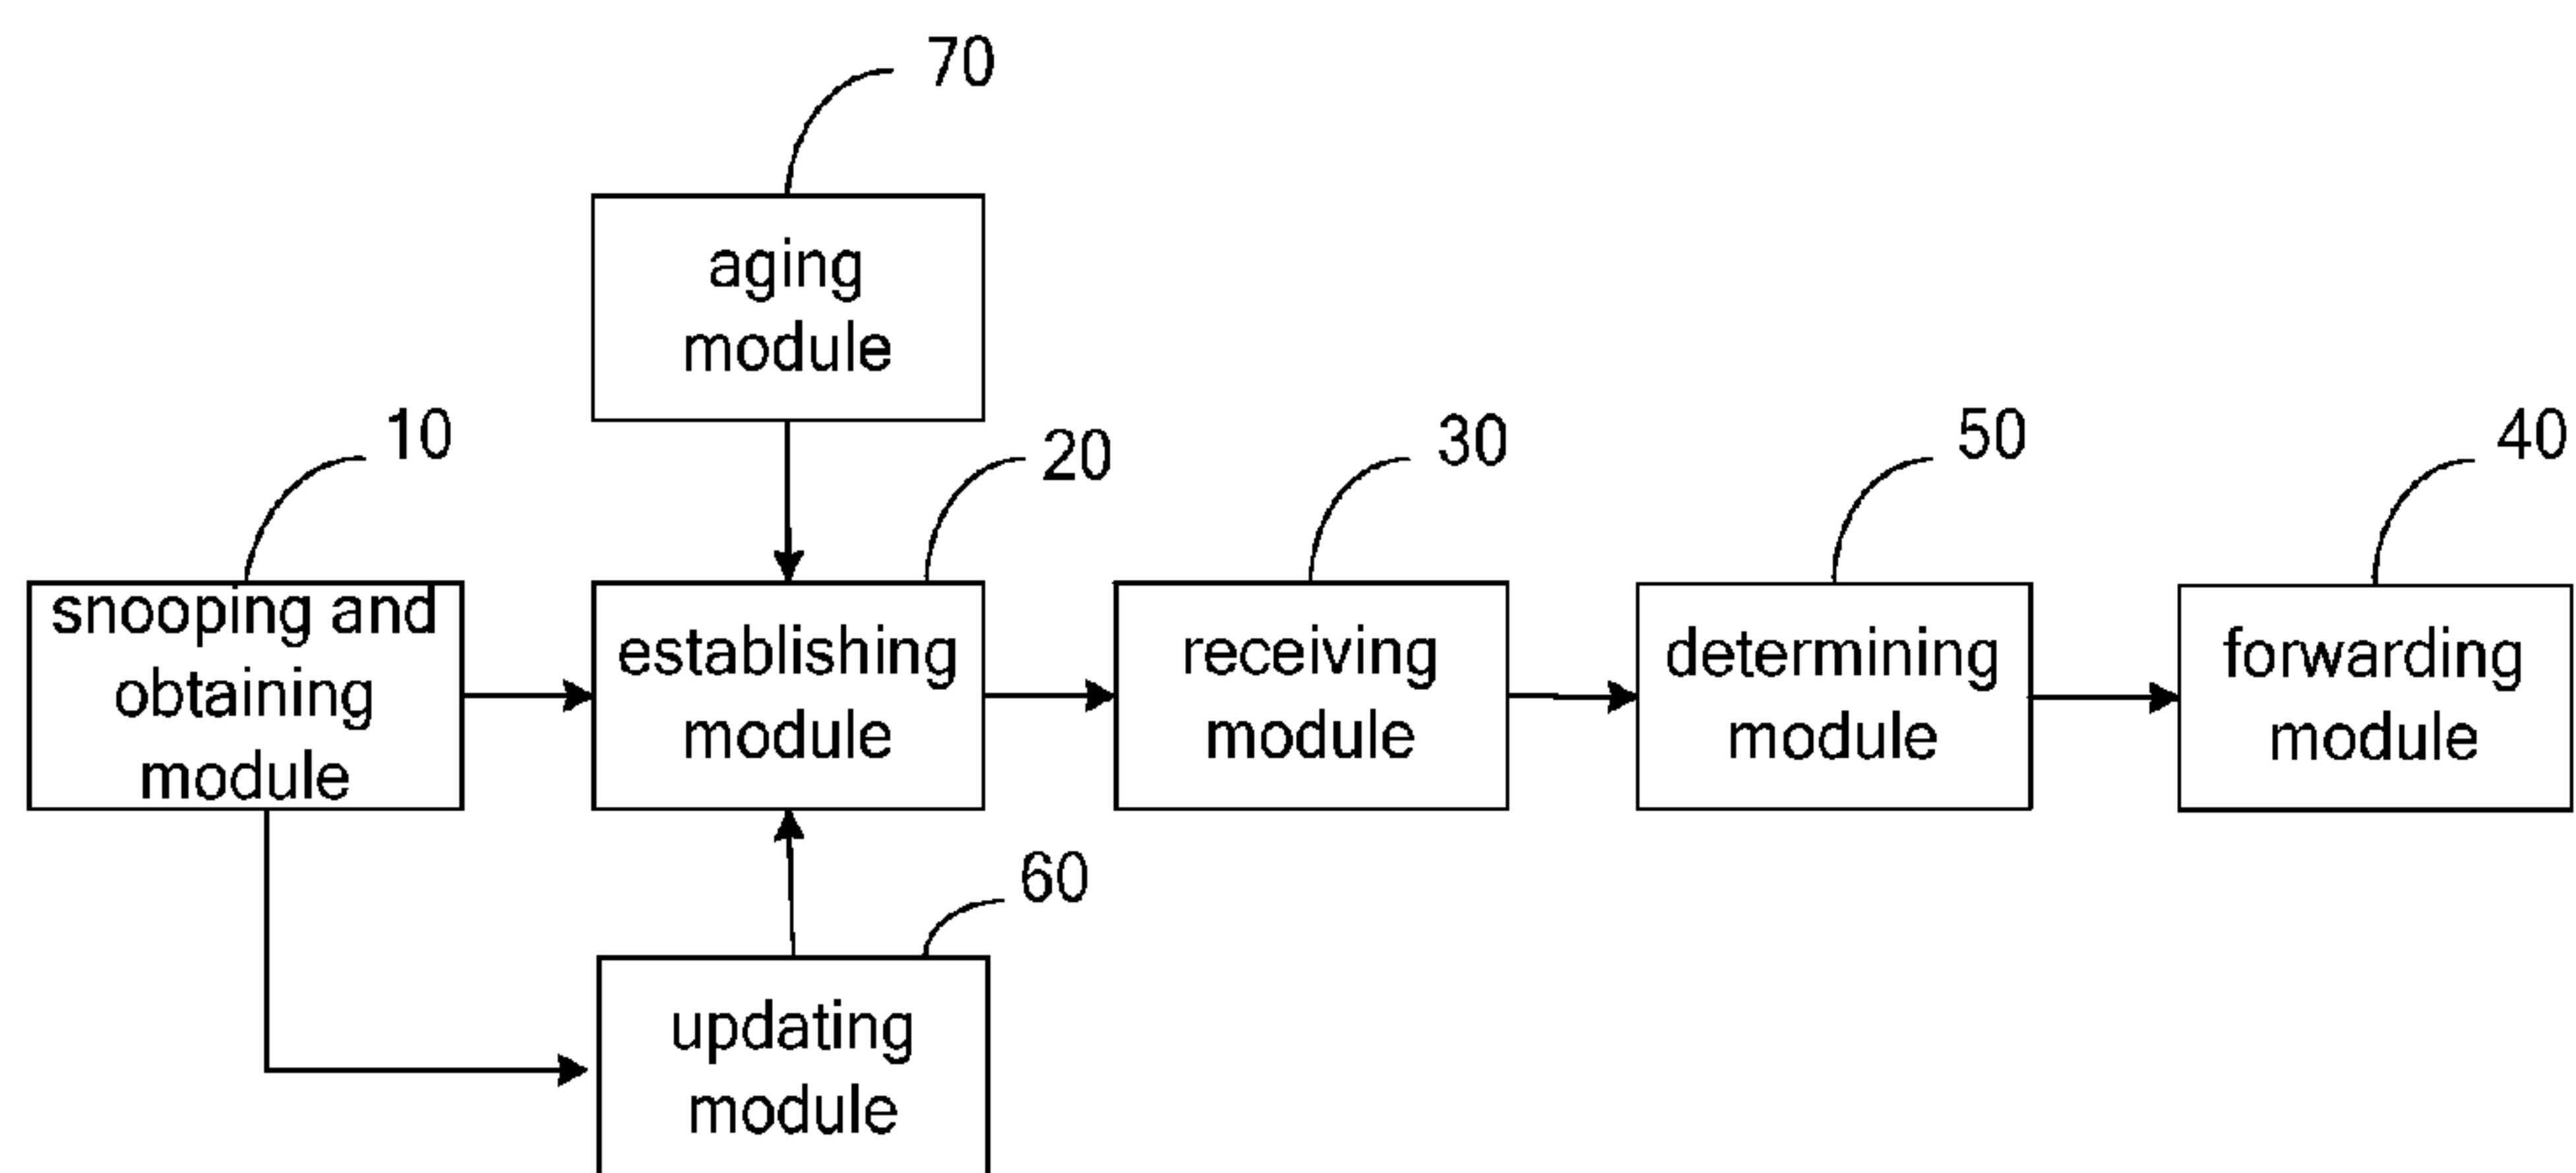 70
aging
module
10
20
30
50
40
snooping and
obtaining
module
establishing
module
receiving
module
determining
module
forwarding
module
60
updating
module